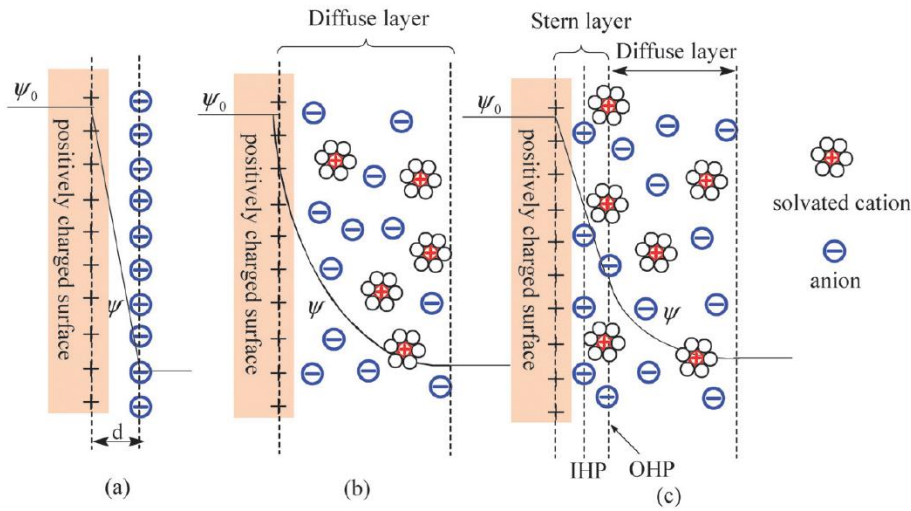 Diffuse layer
Stern layer
Diffuse layer
ψ₀
ψ₀
ψ₀
positively charged surface
positively charged surface
positively charged surface
ψ
ψ
ψ
solvated cation
anion
d
IHP
OHP
(a)
(b)
(c)